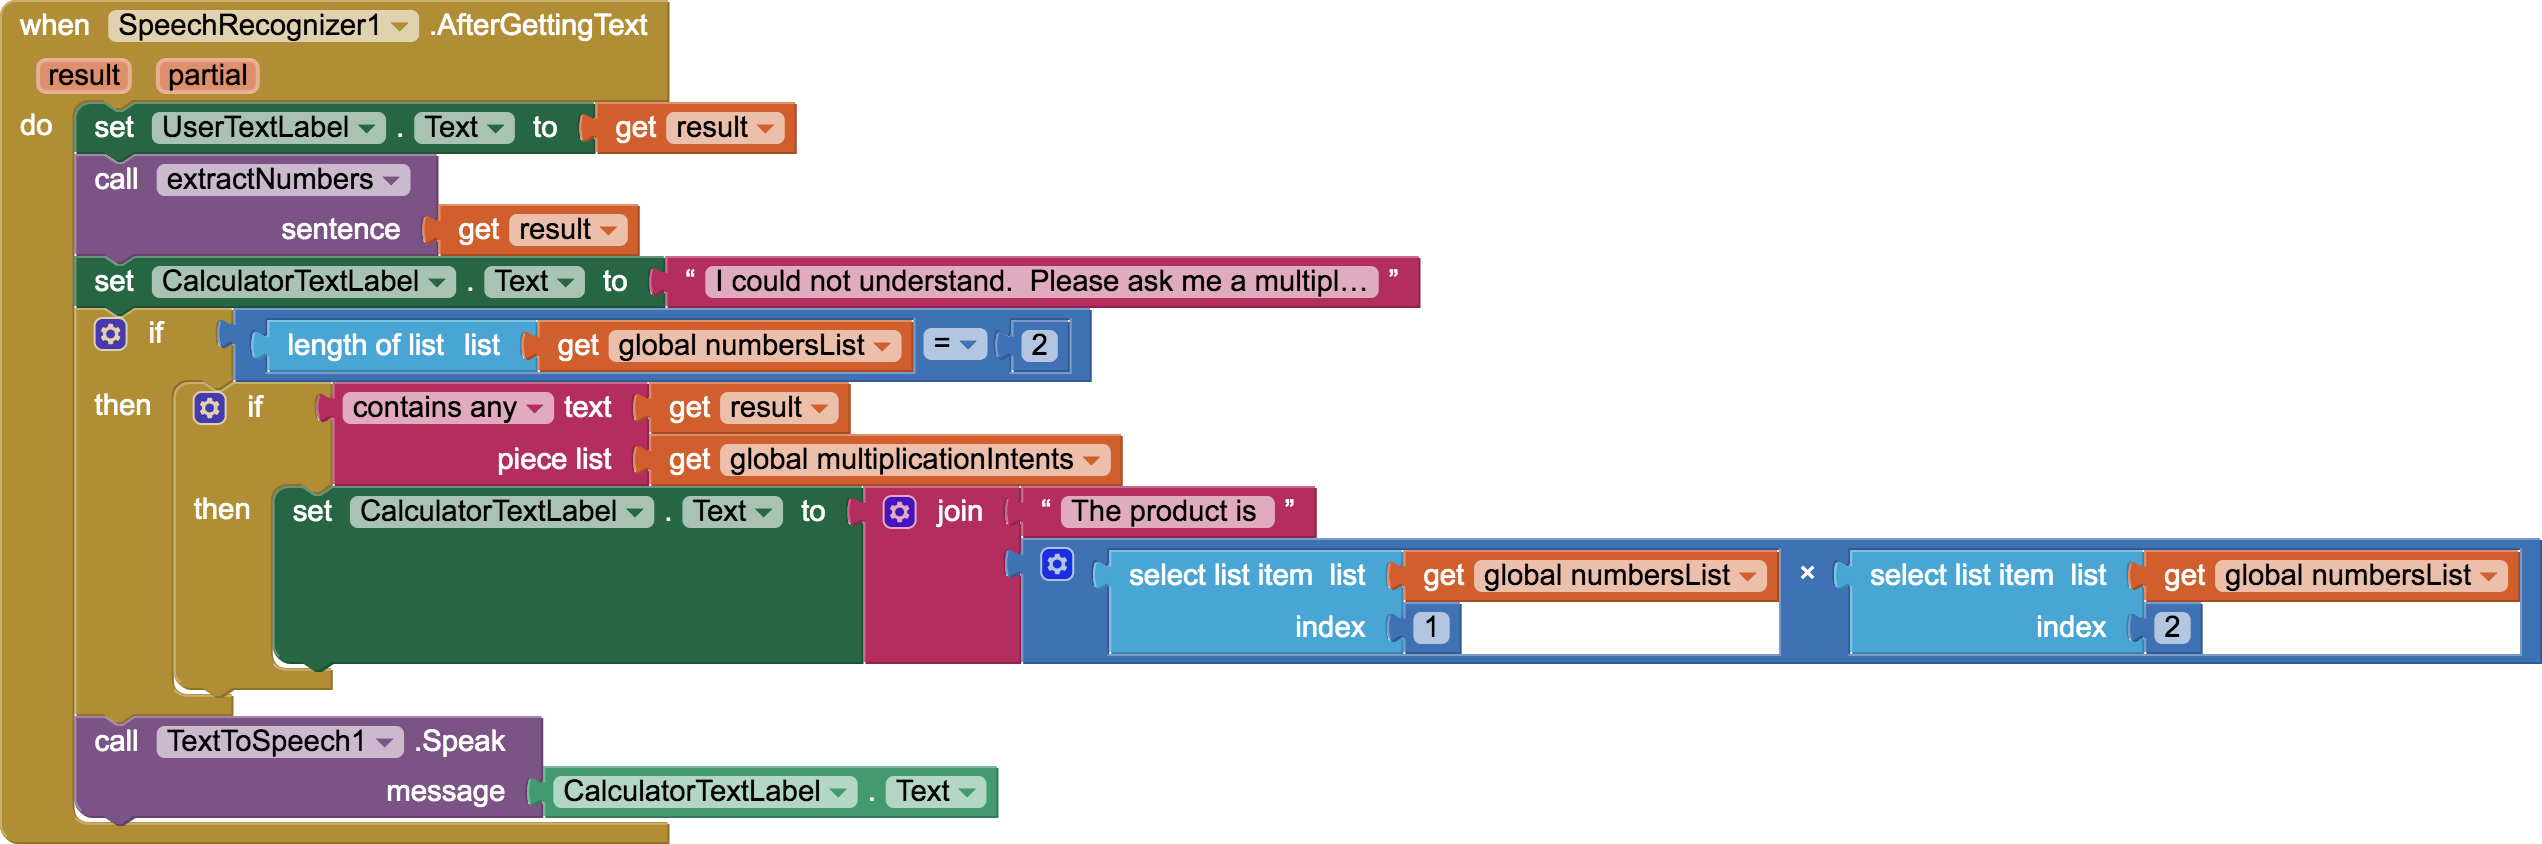 when SpeechRecognizer1 .AfterGettingText
result partial
do set UserTextLabel . Text to get result
call extractNumbers
sentence get result
set CalculatorTextLabel . Text to “ I could not understand.  Please ask me a multipl... ”
if length of list list get global numbersList = 2
then if contains any text get result
piece list get global multiplicationIntents
then set CalculatorTextLabel . Text to join “ The product is ”
select list item list get global numbersList × select list item list get global numbersList
index 1 index 2
call TextToSpeech1 .Speak
message CalculatorTextLabel . Text